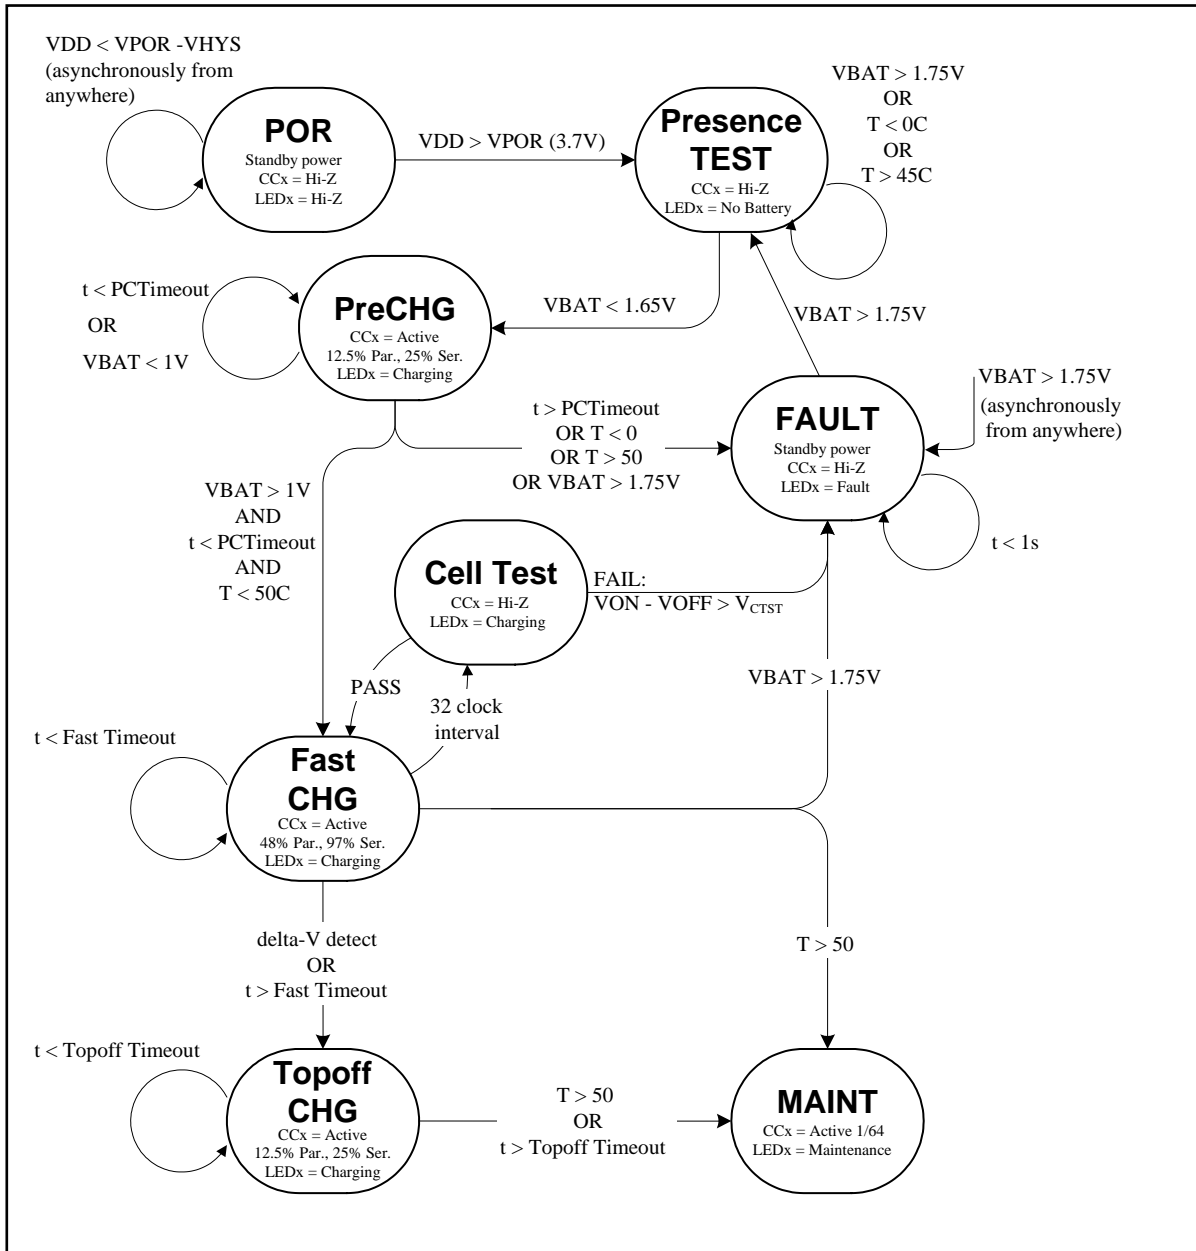 VDD < VPOR -VHYS
(asynchronously from
anywhere)
POR
Standby power
CCx = Hi-Z
LEDx = Hi-Z
VDD > VPOR (3.7V)
Presence
TEST
CCx = Hi-Z
LEDx = No Battery
VBAT > 1.75V
OR
T < 0C
OR
T > 45C
t < PCTimeout
OR
VBAT < 1V
PreCHG
CCx = Active
12.5% Par., 25% Ser.
LEDx = Charging
VBAT < 1.65V
VBAT > 1.75V
VBAT > 1.75V
(asynchronously
from anywhere)
t > PCTimeout
OR T < 0
OR T > 50
OR VBAT > 1.75V
FAULT
Standby power
CCx = Hi-Z
LEDx = Fault
t < 1s
VBAT > 1V
AND
t < PCTimeout
AND
T < 50C
Cell Test
CCx = Hi-Z
LEDx = Charging
FAIL:
VON - VOFF > VCTST
PASS
32 clock
interval
VBAT > 1.75V
t < Fast Timeout
Fast
CHG
CCx = Active
48% Par., 97% Ser.
LEDx = Charging
delta-V detect
OR
t > Fast Timeout
T > 50
t < Topoff Timeout
Topoff
CHG
CCx = Active
12.5% Par., 25% Ser.
LEDx = Charging
T > 50
OR
t > Topoff Timeout
MAINT
CCx = Active 1/64
LEDx = Maintenance